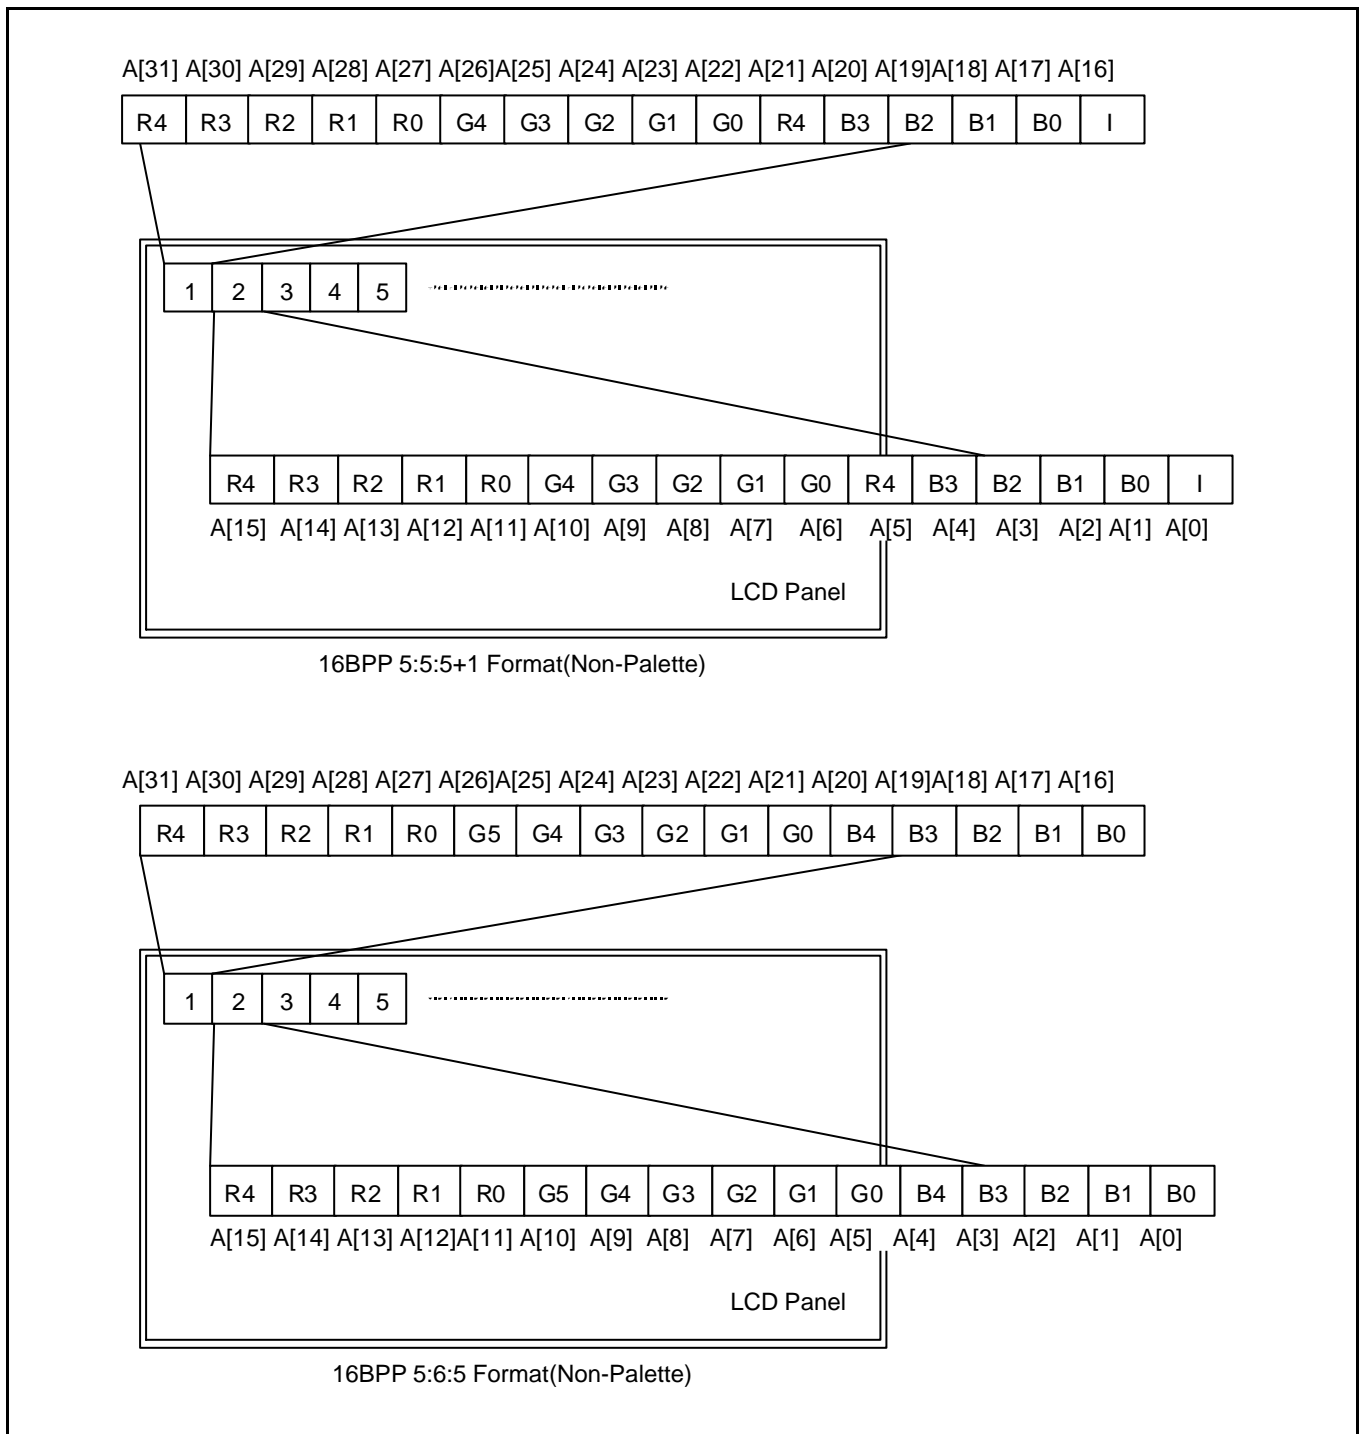 A[31] A[30] A[29] A[28] A[27] A[26]A[25] A[24] A[23] A[22] A[21] A[20] A[19]A[18] A[17] A[16]
R4 R3 R2 R1 R0 G4 G3 G2 G1 G0 R4 B3 B2 B1 B0 I
1 2 3 4 5
R4 R3 R2 R1 R0 G4 G3 G2 G1 G0 R4 B3 B2 B1 B0 I
A[15] A[14] A[13] A[12] A[11] A[10] A[9] A[8] A[7] A[6] A[5] A[4] A[3] A[2] A[1] A[0]
LCD Panel
16BPP 5:5:5+1 Format(Non-Palette)
A[31] A[30] A[29] A[28] A[27] A[26]A[25] A[24] A[23] A[22] A[21] A[20] A[19]A[18] A[17] A[16]
R4 R3 R2 R1 R0 G5 G4 G3 G2 G1 G0 B4 B3 B2 B1 B0
1 2 3 4 5
R4 R3 R2 R1 R0 G5 G4 G3 G2 G1 G0 B4 B3 B2 B1 B0
A[15] A[14] A[13] A[12]A[11] A[10] A[9] A[8] A[7] A[6] A[5] A[4] A[3] A[2] A[1] A[0]
LCD Panel
16BPP 5:6:5 Format(Non-Palette)